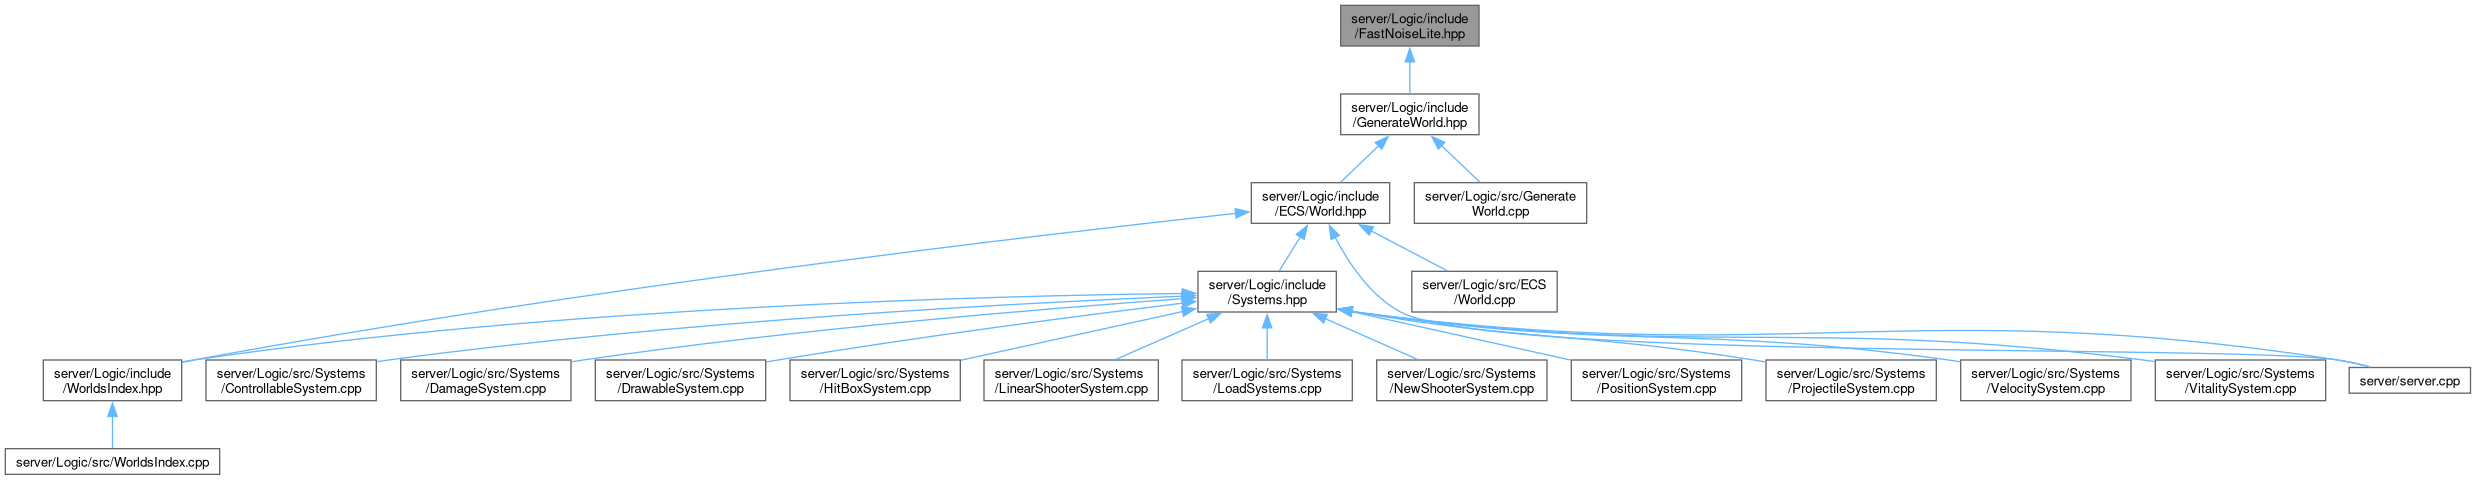 server/Logic/include
/FastNoiseLite.hpp
server/Logic/include
/GenerateWorld.hpp
server/Logic/include
/ECS/World.hpp
server/Logic/src/Generate
World.cpp
server/Logic/include
/Systems.hpp
server/Logic/src/ECS
/World.cpp
server/Logic/include
/WorldsIndex.hpp
server/Logic/src/Systems
/ControllableSystem.cpp
server/Logic/src/Systems
/DamageSystem.cpp
server/Logic/src/Systems
/DrawableSystem.cpp
server/Logic/src/Systems
/HitBoxSystem.cpp
server/Logic/src/Systems
/LinearShooterSystem.cpp
server/Logic/src/Systems
/LoadSystems.cpp
server/Logic/src/Systems
/NewShooterSystem.cpp
server/Logic/src/Systems
/PositionSystem.cpp
server/Logic/src/Systems
/ProjectileSystem.cpp
server/Logic/src/Systems
/VelocitySystem.cpp
server/Logic/src/Systems
/VitalitySystem.cpp
server/server.cpp
server/Logic/src/WorldsIndex.cpp